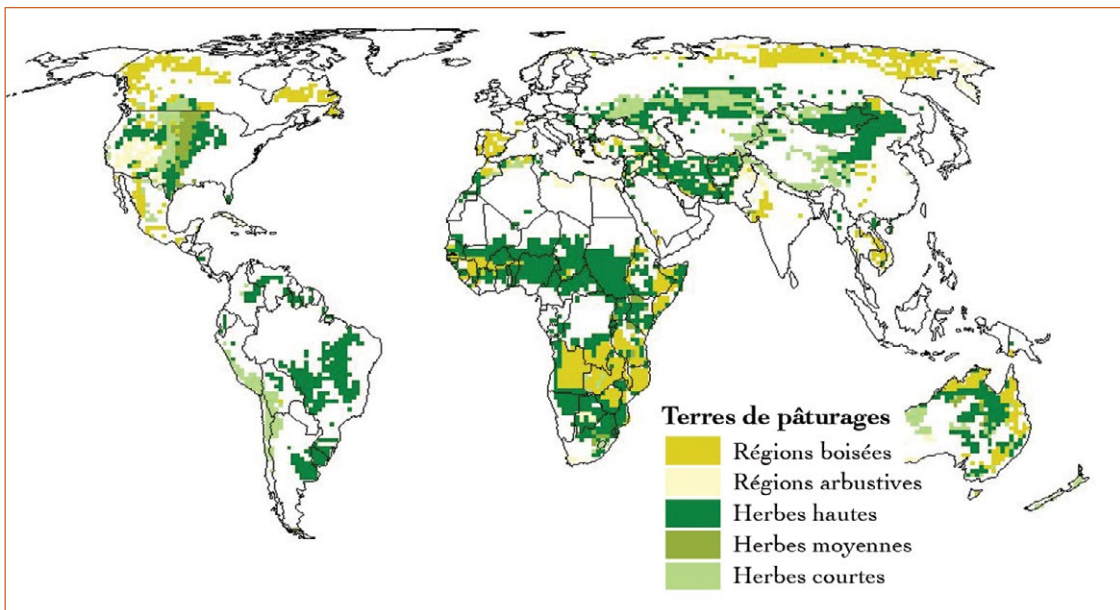 Terres de pâturages
Régions boisées
Régions arbustives
Herbes hautes
Herbes moyennes
Herbes courtes